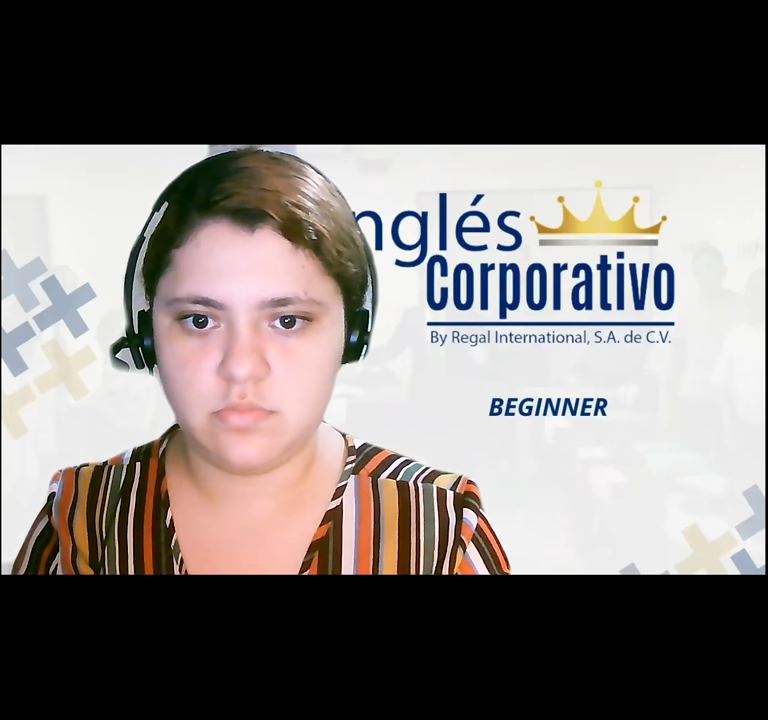 nglés
Corporativo
By Regal International, S.A. de C.V.
BEGINNER